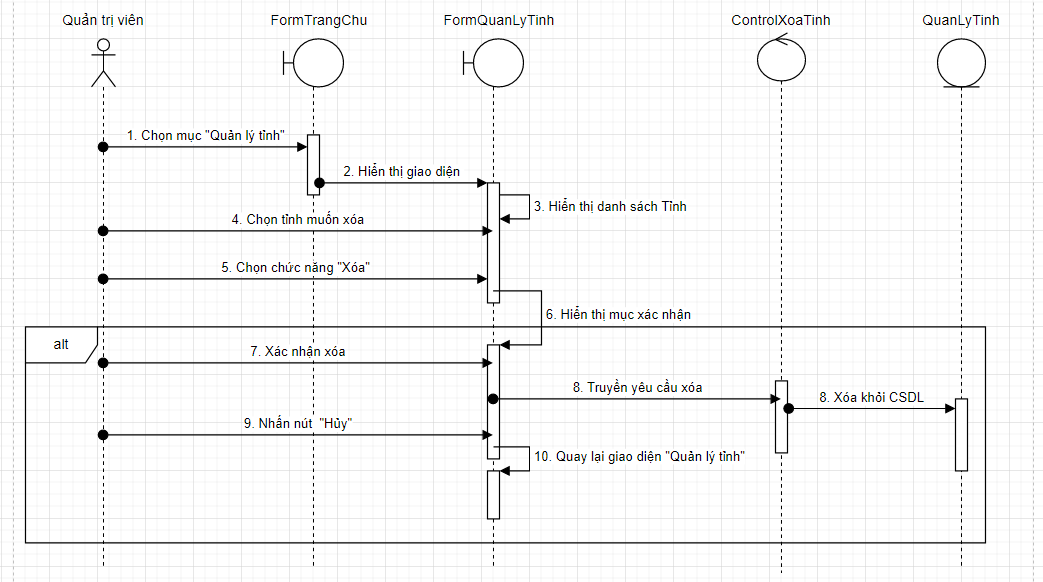 Quản trị viên
FormTrangChu
FormQuanLyTinh
ControlXoaTinh
QuanLyTinh
1. Chọn mục "Quản lý tỉnh"
2. Hiển thị giao diện
3. Hiển thị danh sách Tỉnh
4. Chọn tỉnh muốn xóa
5. Chọn chức năng "Xóa"
6. Hiển thị mục xác nhận
alt
7. Xác nhận xóa
8. Truyền yêu cầu xóa
8. Xóa khỏi CSDL
9. Nhấn nút "Hủy"
10. Quay lại giao diện "Quản lý tỉnh"